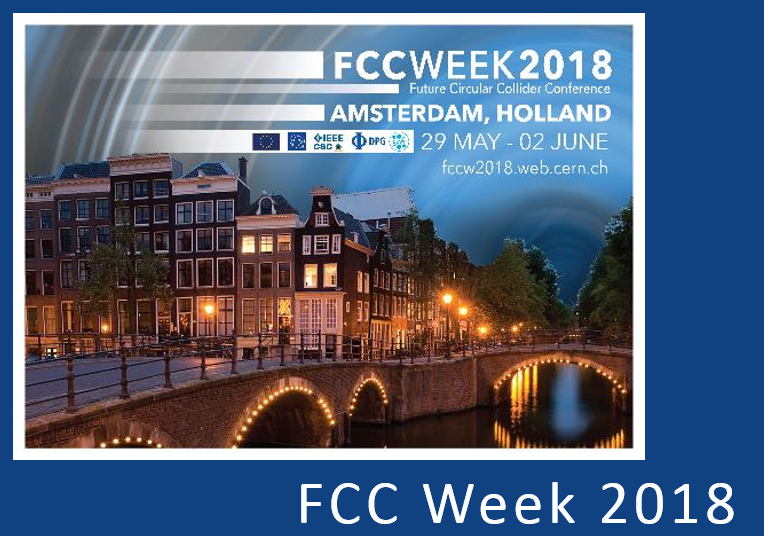 FCCWEEK2018
Future Circular Collider Conference
AMSTERDAM, HOLLAND
IEEE
CSC
DPG
29 MAY - 02 JUNE
fccw2018.web.cern.ch
FCC Week 2018